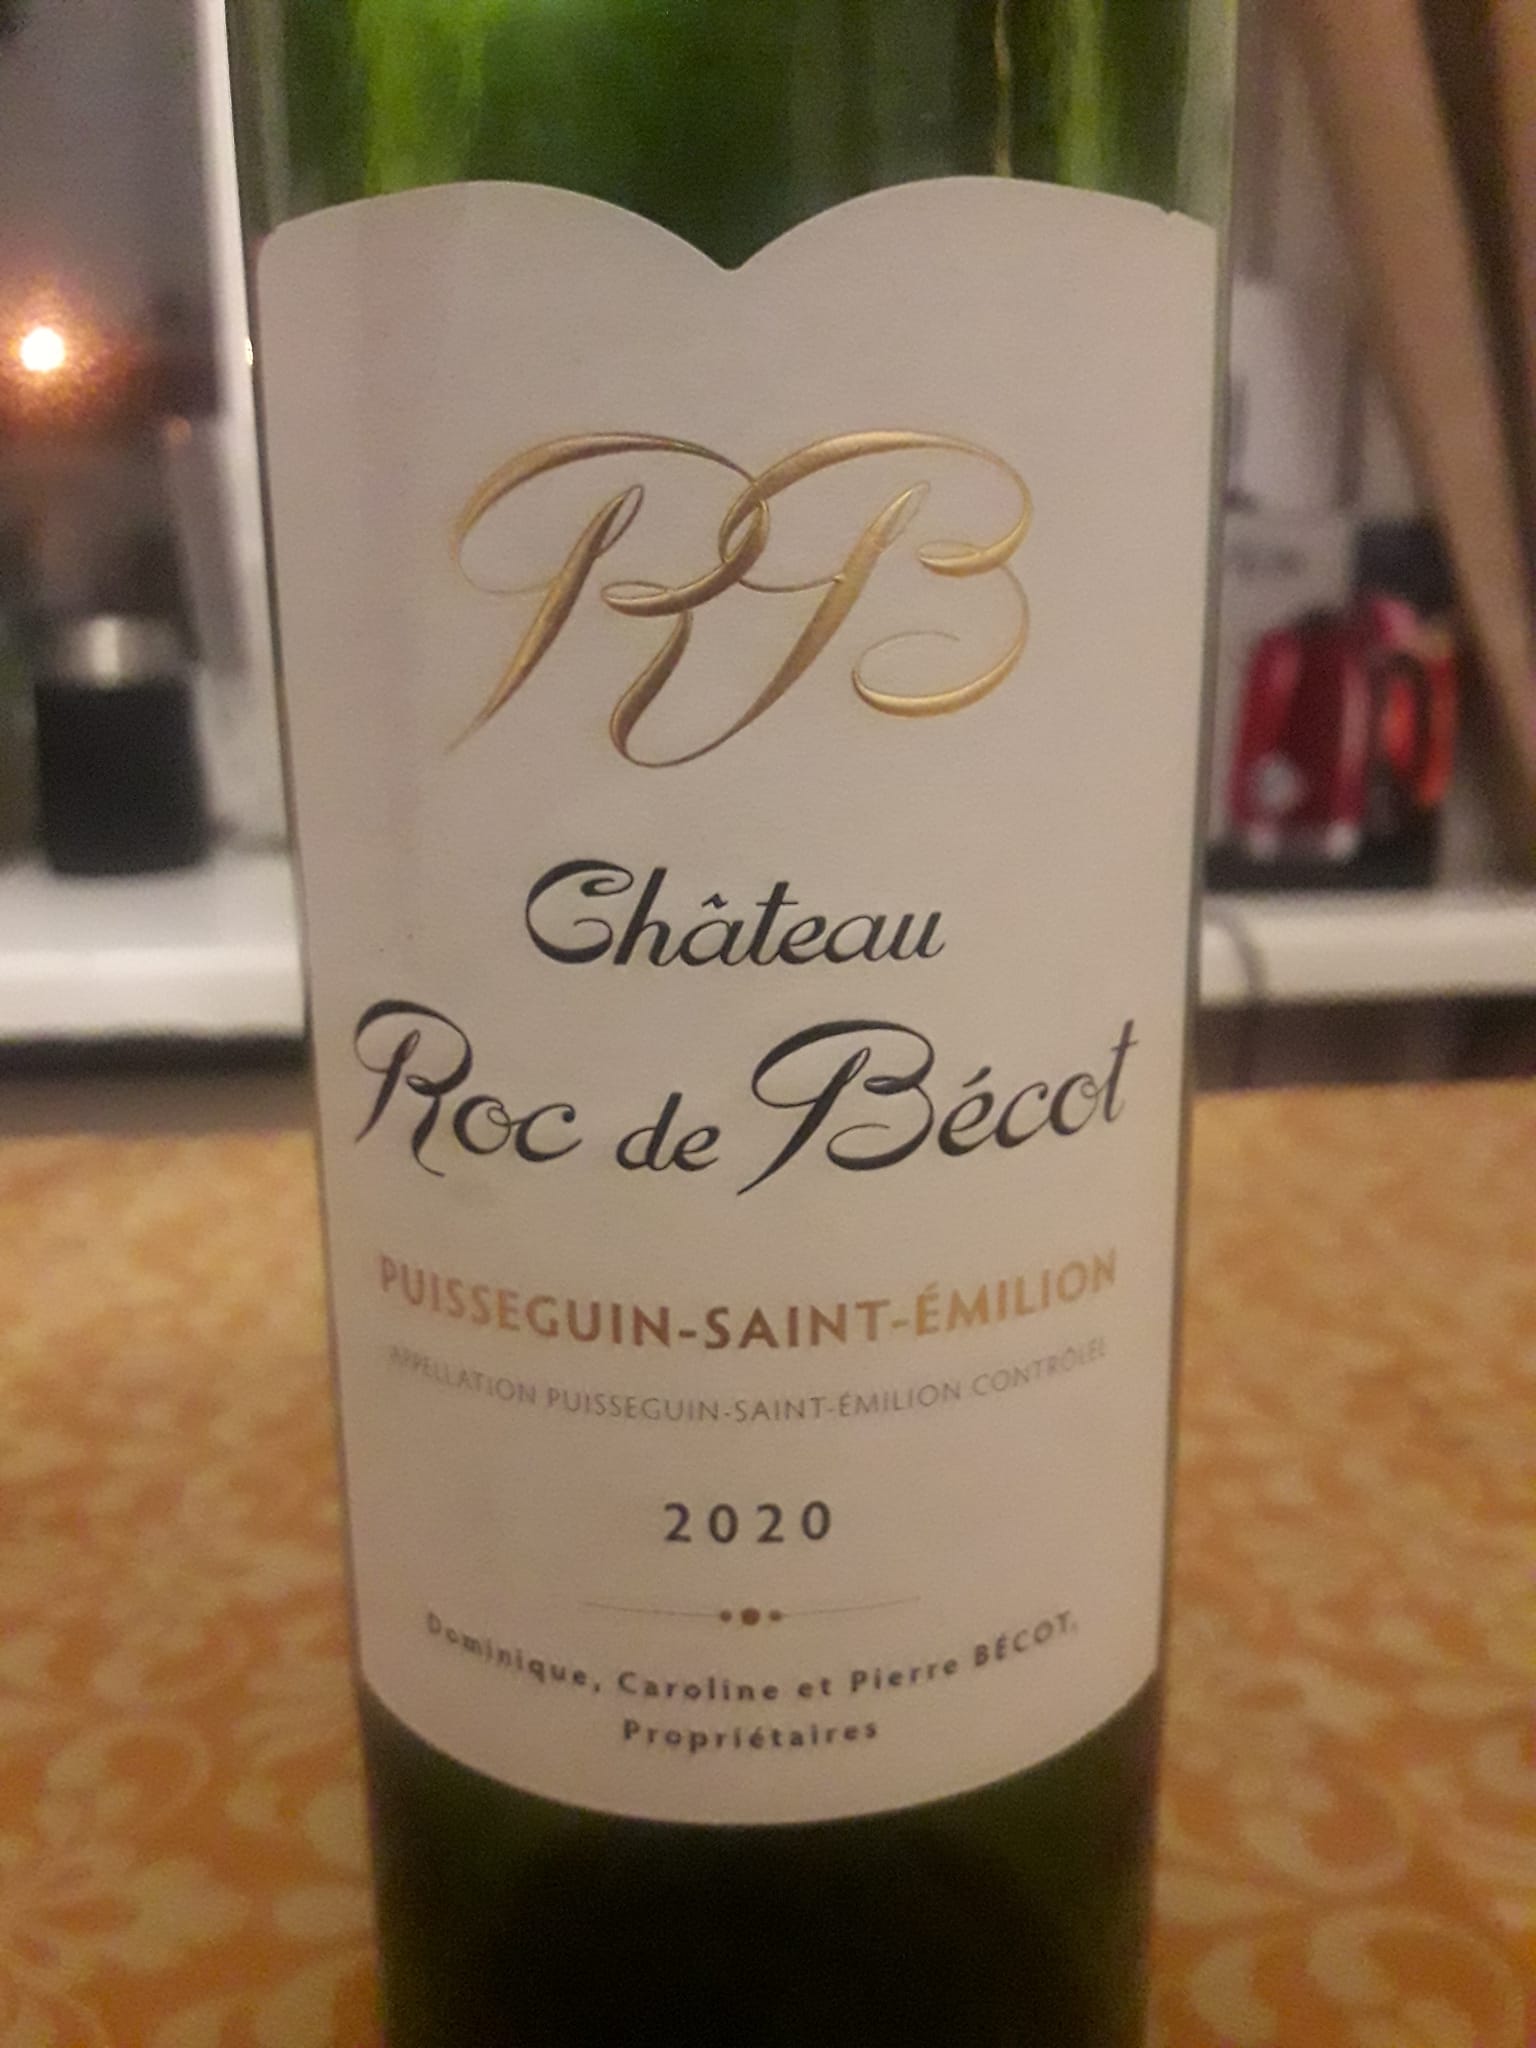 RB
Château
Roc de Bécot
PUISSEGUIN-SAINT-ÉMILION
APPELLATION PUISSEGUIN-SAINT-ÉMILION CONTRÔLÉE
2020
Dominique, Caroline et Pierre BÉCOT,
Propriétaires